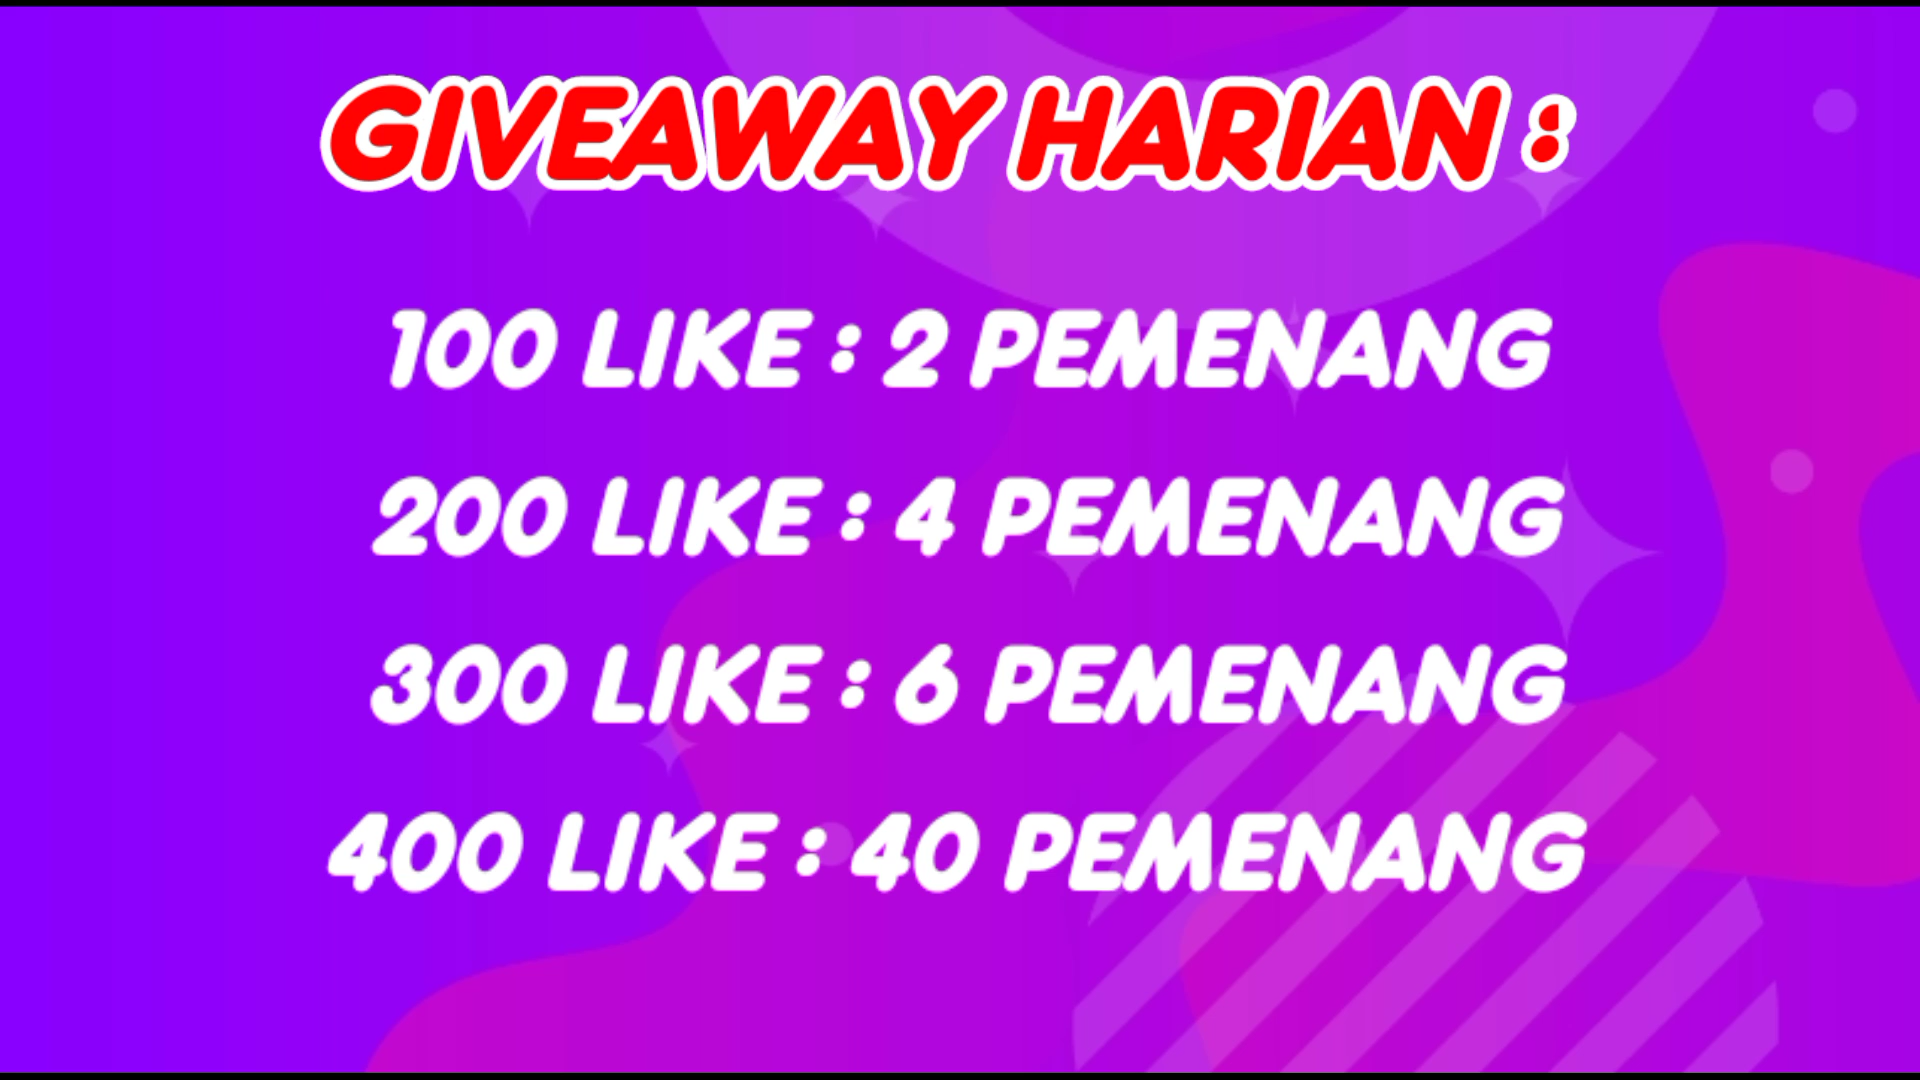 GIVEAWAY HARIAN :
100 LIKE : 2 PEMENANG
200 LIKE : 4 PEMENANG
300 LIKE : 6 PEMENANG
400 LIKE : 40 PEMENANG